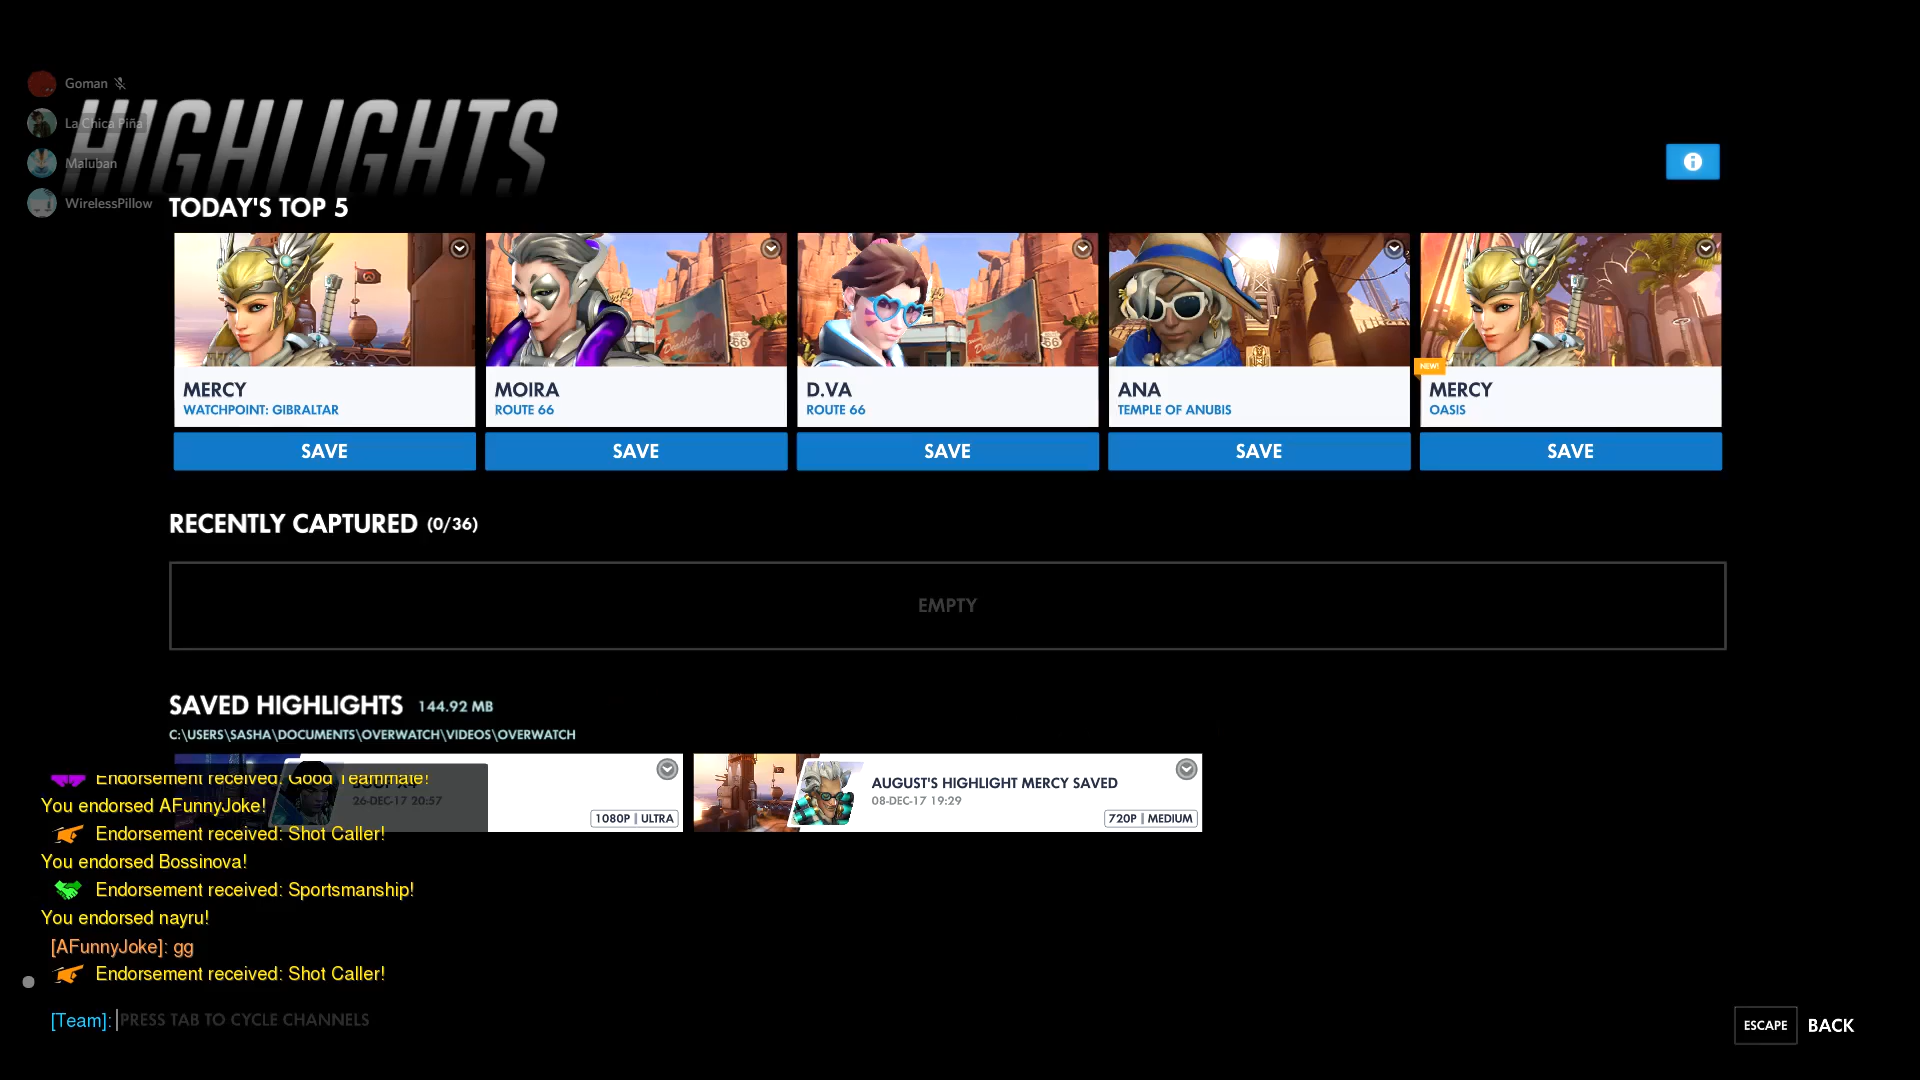 Goman
HIGHLIGHTS
La Chica Piña
Maluban
WirelessPillow
TODAY'S TOP 5
MERCY
WATCHPOINT: GIBRALTAR
SAVE
MOIRA
ROUTE 66
SAVE
D.VA
ROUTE 66
SAVE
ANA
TEMPLE OF ANUBIS
SAVE
NEW!
MERCY
OASIS
SAVE
RECENTLY CAPTURED (0/36)
EMPTY
SAVED HIGHLIGHTS 144.92 MB
C:\USERS\SASHA\DOCUMENTS\OVERWATCH\VIDEOS\OVERWATCH
26-DEC-17 20:57
1080P | ULTRA
AUGUST'S HIGHLIGHT MERCY SAVED
08-DEC-17 19:29
720P | MEDIUM
Endorsement received: Good Teammate!
You endorsed AFunnyJoke!
Endorsement received: Shot Caller!
You endorsed Bossinova!
Endorsement received: Sportsmanship!
You endorsed nayru!
[AFunnyJoke]: gg
Endorsement received: Shot Caller!
[Team]: PRESS TAB TO CYCLE CHANNELS
ESCAPE BACK